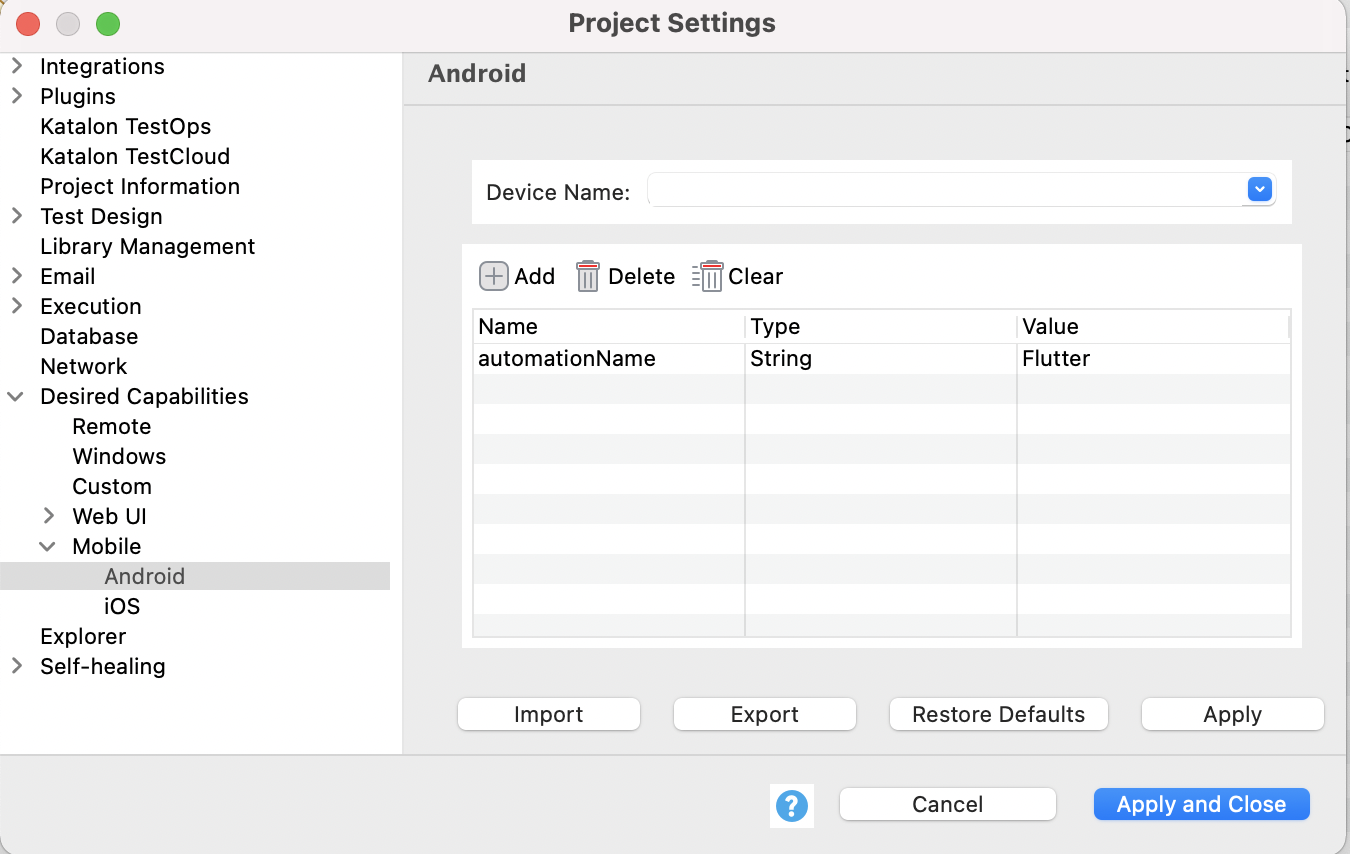 Project Settings
Integrations
Plugins
Katalon TestOps
Katalon TestCloud
Project Information
Test Design
Library Management
Email
Execution
Database
Network
Desired Capabilities
Remote
Windows
Custom
Web UI
Mobile
Android
iOS
Explorer
Self-healing
Android
Device Name:
Add Delete Clear
Name Type Value
automationName String Flutter
Import Export Restore Defaults Apply
? Cancel Apply and Close